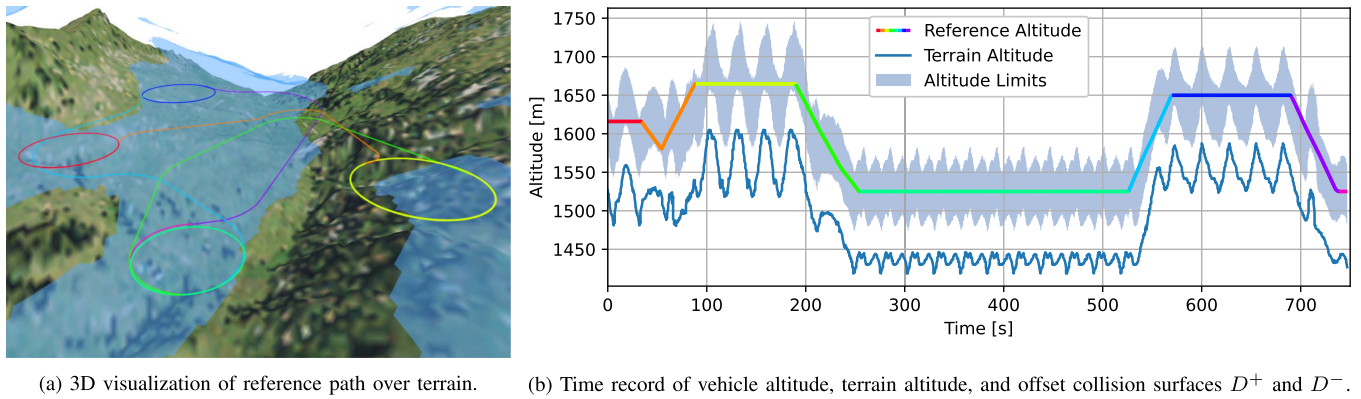 1750
1700
1650
1600
1550
1500
1450
Altitude [m]
Reference Altitude
Terrain Altitude
Altitude Limits
0 100 200 300 400 500 600 700
Time [s]
(a) 3D visualization of reference path over terrain.
(b) Time record of vehicle altitude, terrain altitude, and offset collision surfaces D⁺ and D⁻.